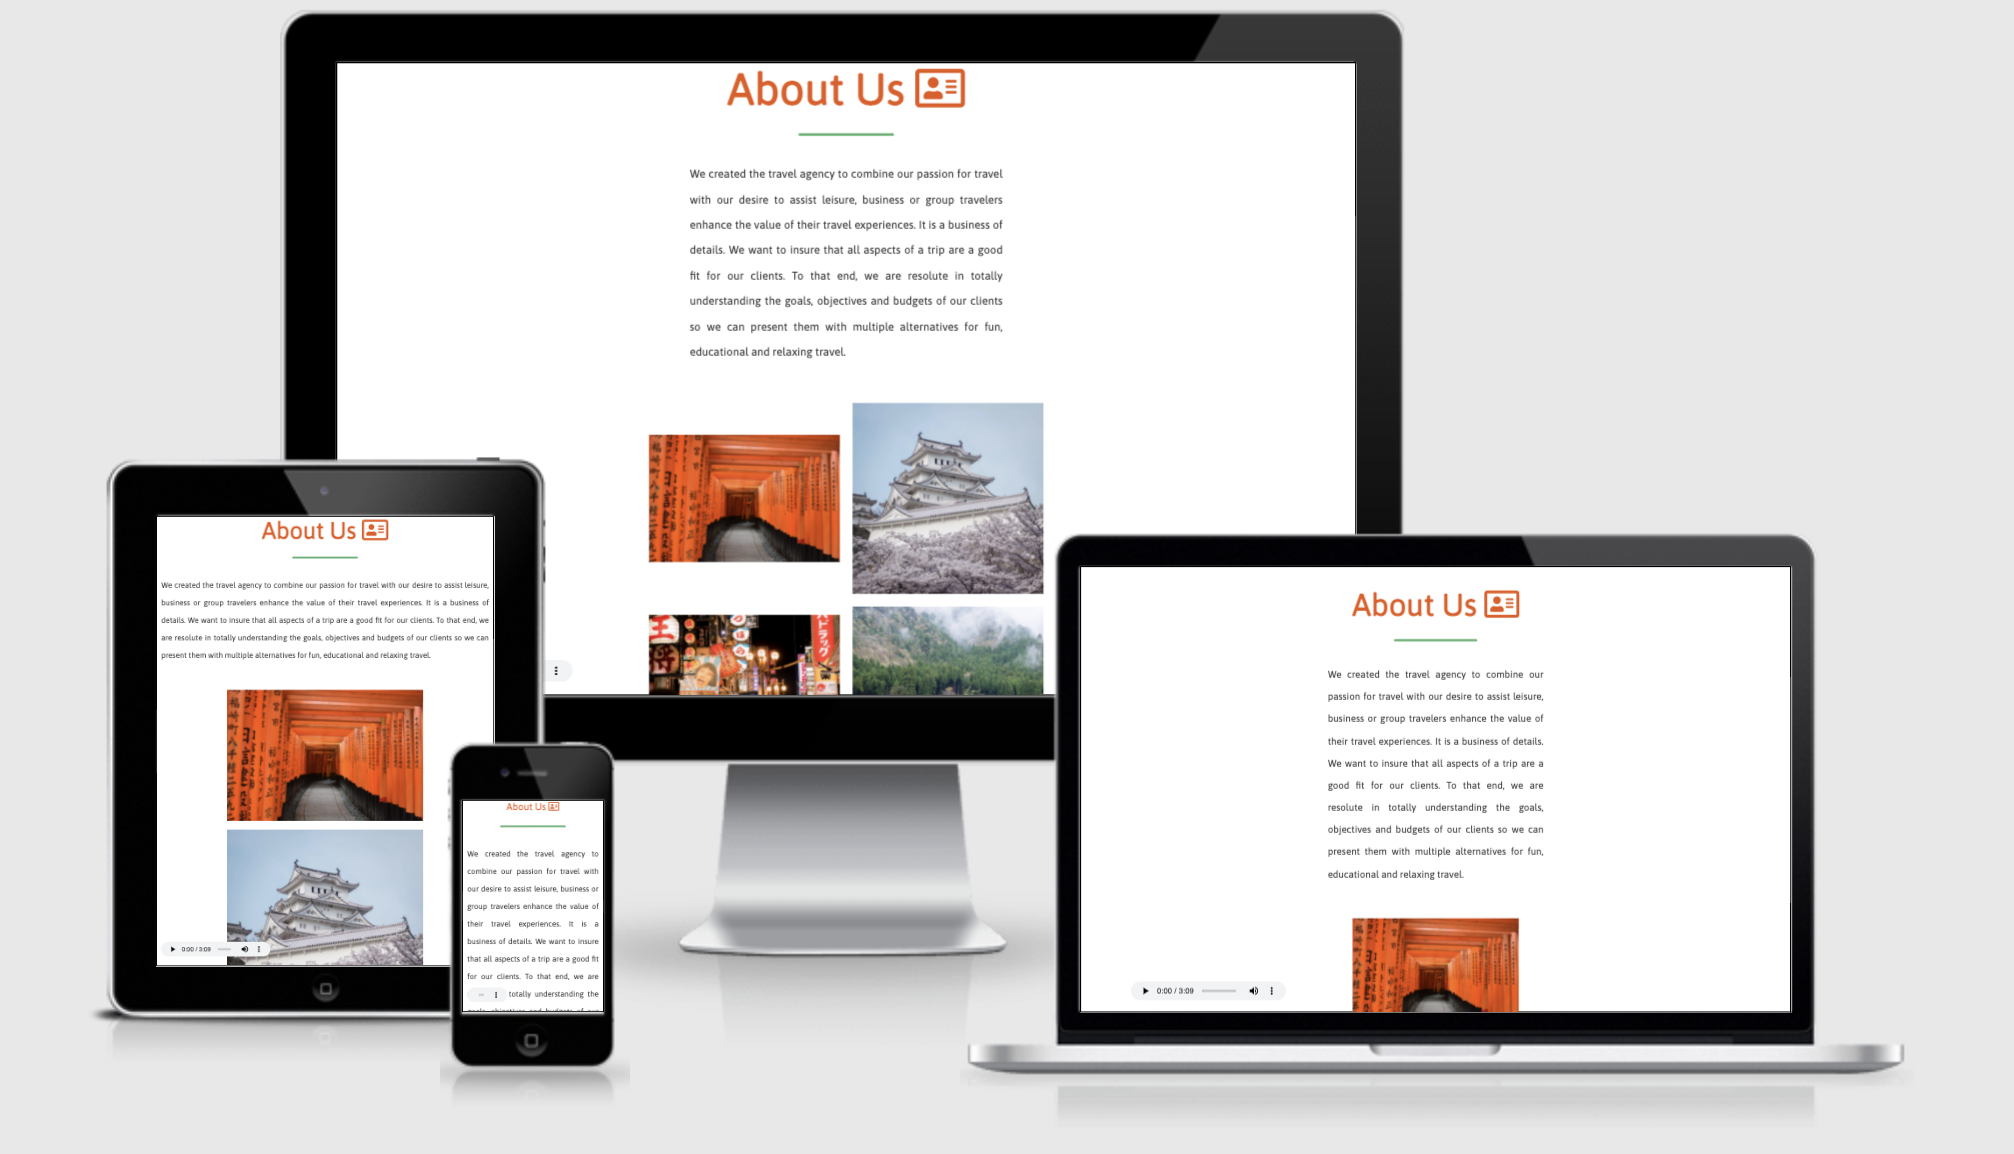 About Us
We created the travel agency to combine our passion for travel
with our desire to assist leisure, business or group travelers
enhance the value of their travel experiences. It is a business of
details. We want to insure that all aspects of a trip are a good
fit for our clients. To that end, we are resolute in totally
understanding the goals, objectives and budgets of our clients
so we can present them with multiple alternatives for fun,
educational and relaxing travel.
About Us
We created the travel agency to combine our passion for travel with our desire to assist leisure,
business or group travelers enhance the value of their travel experiences. It is a business of
details. We want to insure that all aspects of a trip are a good fit for our clients. To that end, we
are resolute in totally understanding the goals, objectives and budgets of our clients so we can
present them with multiple alternatives for fun, educational and relaxing travel.
0:00 / 3:09
About Us
We created the travel agency to
combine our passion for travel with
our desire to assist leisure, business or
group travelers enhance the value of
their travel experiences. It is a
business of details. We want to insure
that all aspects of a trip are a good fit
for our clients. To that end, we are
totally understanding the
goals, objectives and budgets of our
About Us
We created the travel agency to combine our
passion for travel with our desire to assist leisure,
business or group travelers enhance the value of
their travel experiences. It is a business of details.
We want to insure that all aspects of a trip are a
good fit for our clients. To that end, we are
resolute in totally understanding the goals,
objectives and budgets of our clients so we can
present them with multiple alternatives for fun,
educational and relaxing travel.
0:00 / 3:09